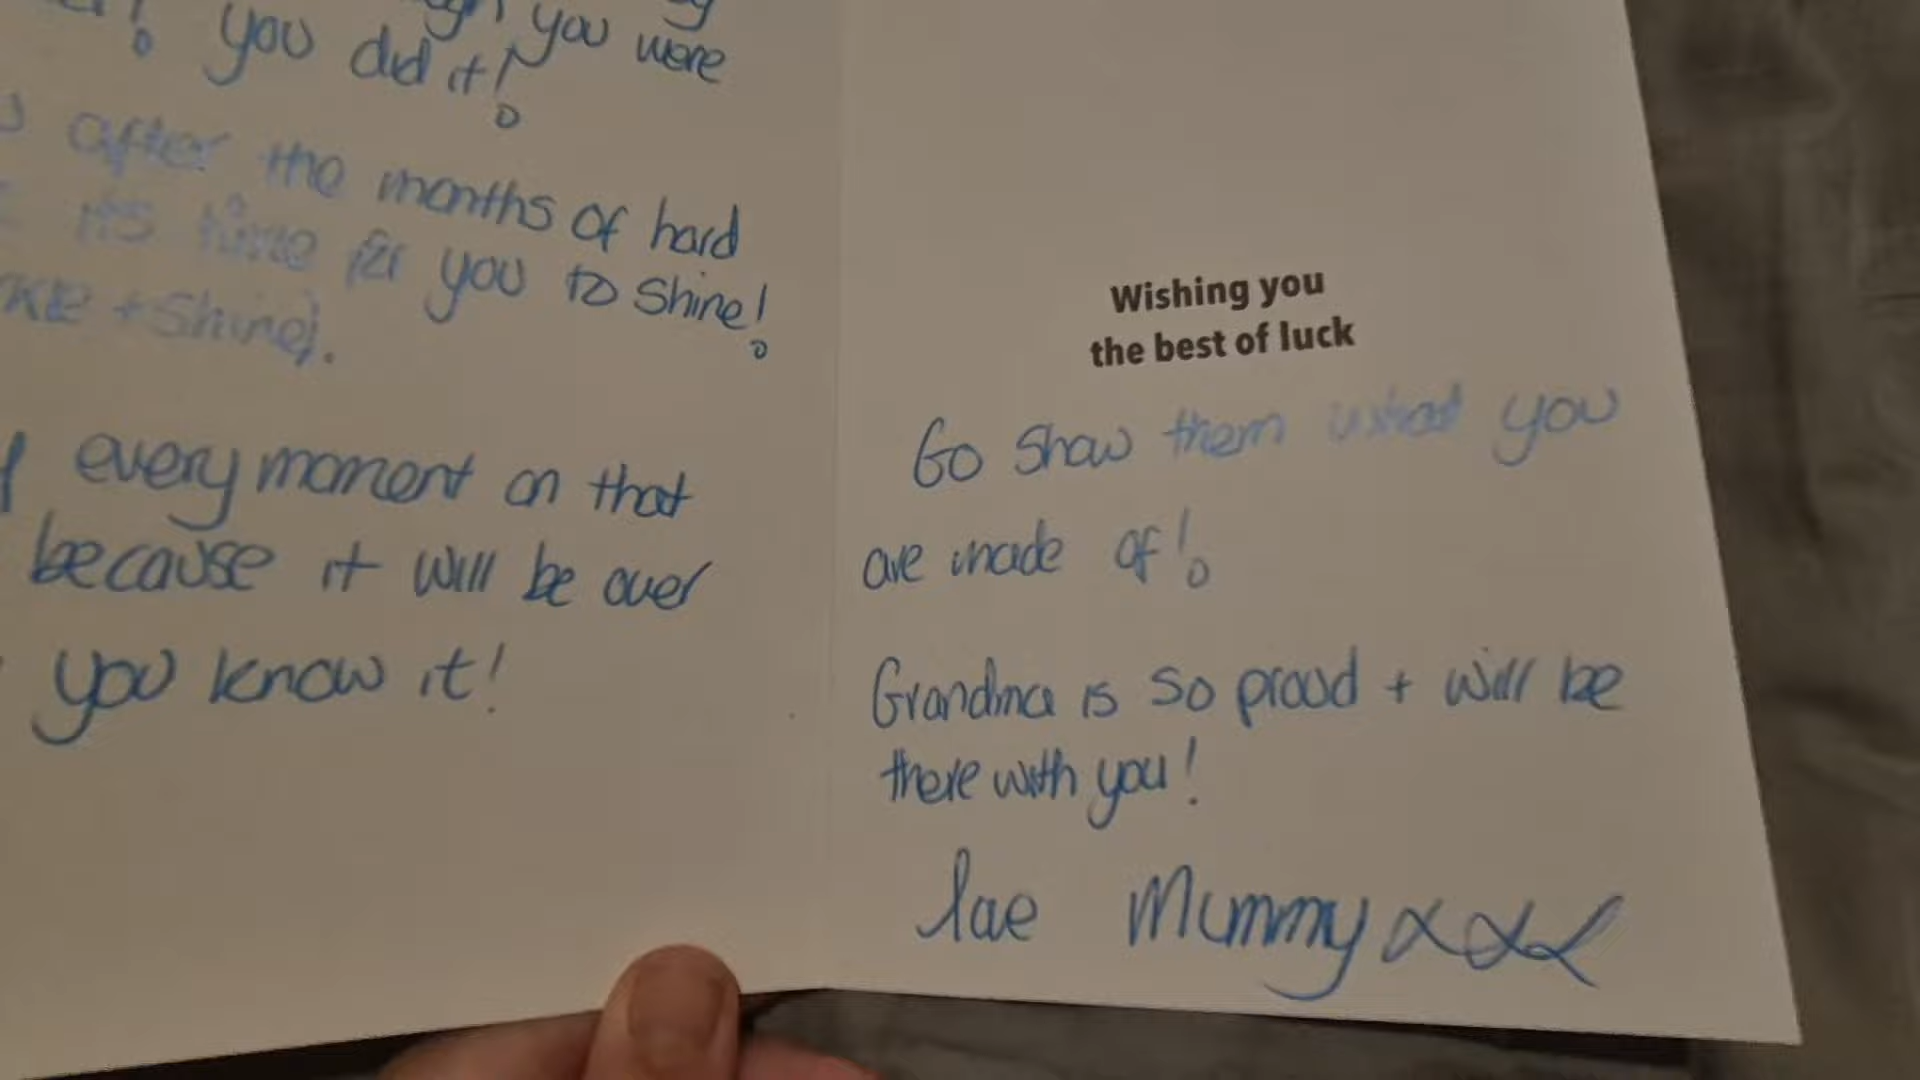 you were
you did it!
after the months of hard
its time for you to shine!
+ Shine).
every moment on that
because it will be over
you know it!
Wishing you
the best of luck
Go show them what you
are made of!
Grandma is so proud + will be
there with you!
love Mummy xxx